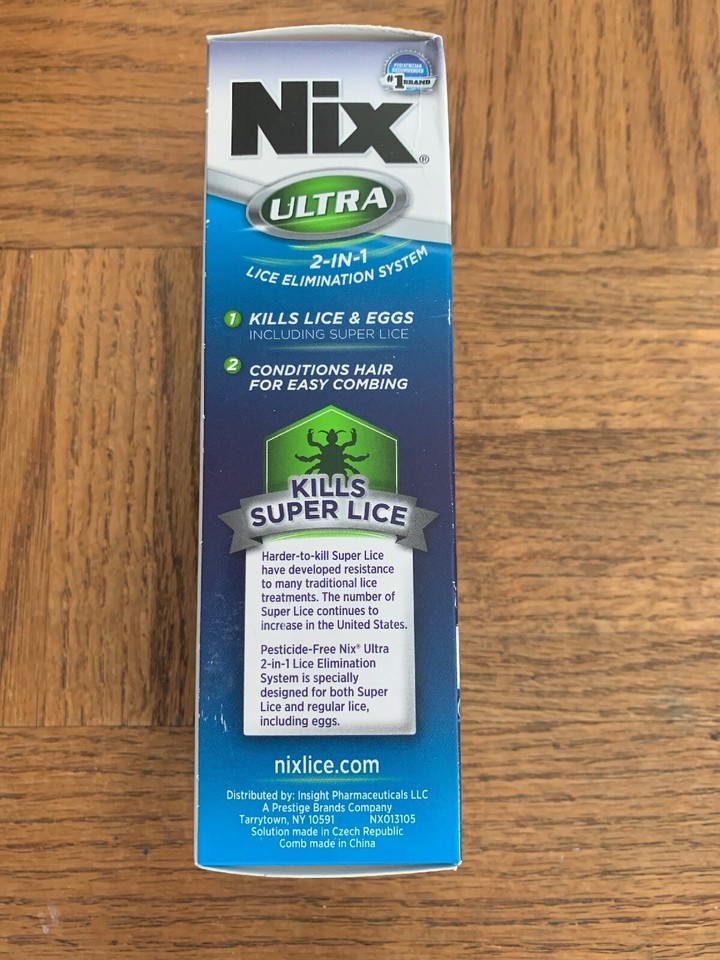 PEDIATRICIAN
RECOMMENDED
#1 BRAND
Nix®
ULTRA
2-IN-1
LICE ELIMINATION SYSTEM
1 KILLS LICE & EGGS
INCLUDING SUPER LICE
2 CONDITIONS HAIR
FOR EASY COMBING
KILLS
SUPER LICE
Harder-to-kill Super Lice
have developed resistance
to many traditional lice
treatments. The number of
Super Lice continues to
increase in the United States.
Pesticide-Free Nix® Ultra
2-in-1 Lice Elimination
System is specially
designed for both Super
Lice and regular lice,
including eggs.
nixlice.com
Distributed by: Insight Pharmaceuticals LLC
A Prestige Brands Company
Tarrytown, NY 10591 NX013105
Solution made in Czech Republic
Comb made in China